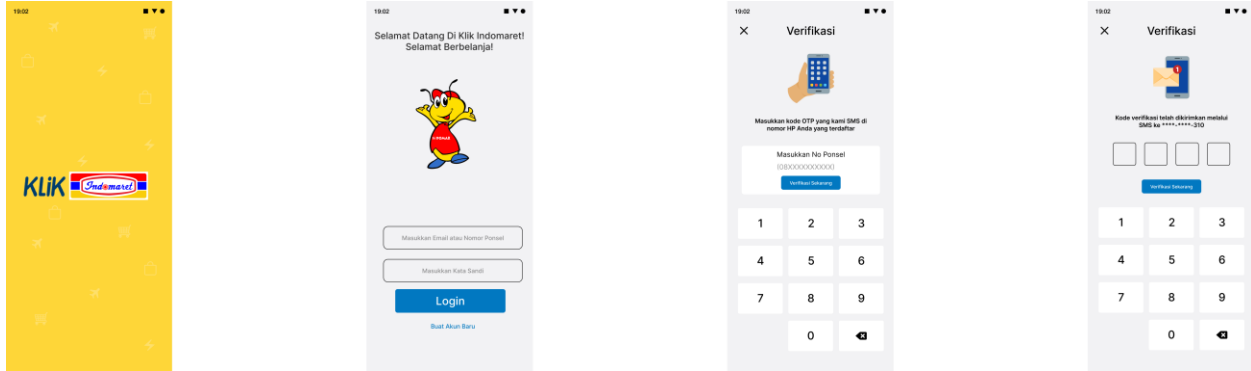 19:02
KLiK Indomaret
19:02
Selamat Datang Di Klik Indomaret!
Selamat Berbelanja!
Masukkan Email atau Nomor Ponsel
Masukkan Kata Sandi
Login
Buat Akun Baru
19:02
Verifikasi
Masukkan kode OTP yang kami SMS di
nomor HP Anda yang terdaftar
Masukkan No Ponsel
(08XXXXXXXXXX)
Verifikasi Sekarang
1 2 3
4 5 6
7 8 9
0
19:02
Verifikasi
1
Kode verifikasi telah dikirimkan melalui
SMS ke ****-****-310
Verifikasi Sekarang
1 2 3
4 5 6
7 8 9
0